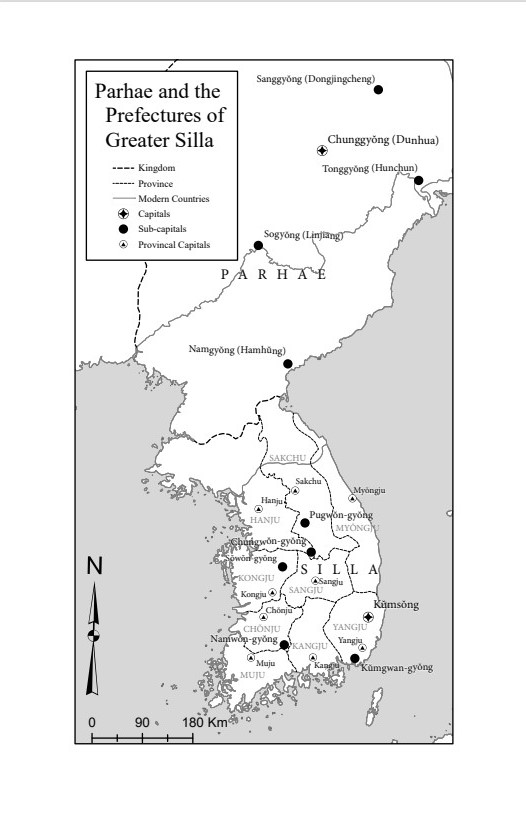 Parhae and the
Prefectures of
Greater Silla
Kingdom
Province
Modern Countries
Capitals
Sub-capitals
Provincal Capitals
Sanggyŏng (Dongjingcheng)
Chunggyŏng (Dunhua)
Tonggyŏng (Hunchun)
Sogyŏng (Linjiang)
PARHAE
Namgyŏng (Hamhŭng)
SAKCHU
Sakchu
Myŏngju
Hanju
HANJU
Pugwŏn-gyŏng
MYŎNGJU
Chungwŏn-gyŏng
Sŏwŏn-gyŏng
SILLA
KONGJU
Sangju
SANGJU
Kongju
Kŭmsŏng
Chŏnju
CHŎNJU
YANGJU
Namwŏn-gyŏng
Yangju
KANGJU
Muju
Kangju
Kŭmgwan-gyŏng
MUJU
N
0 90 180 Km